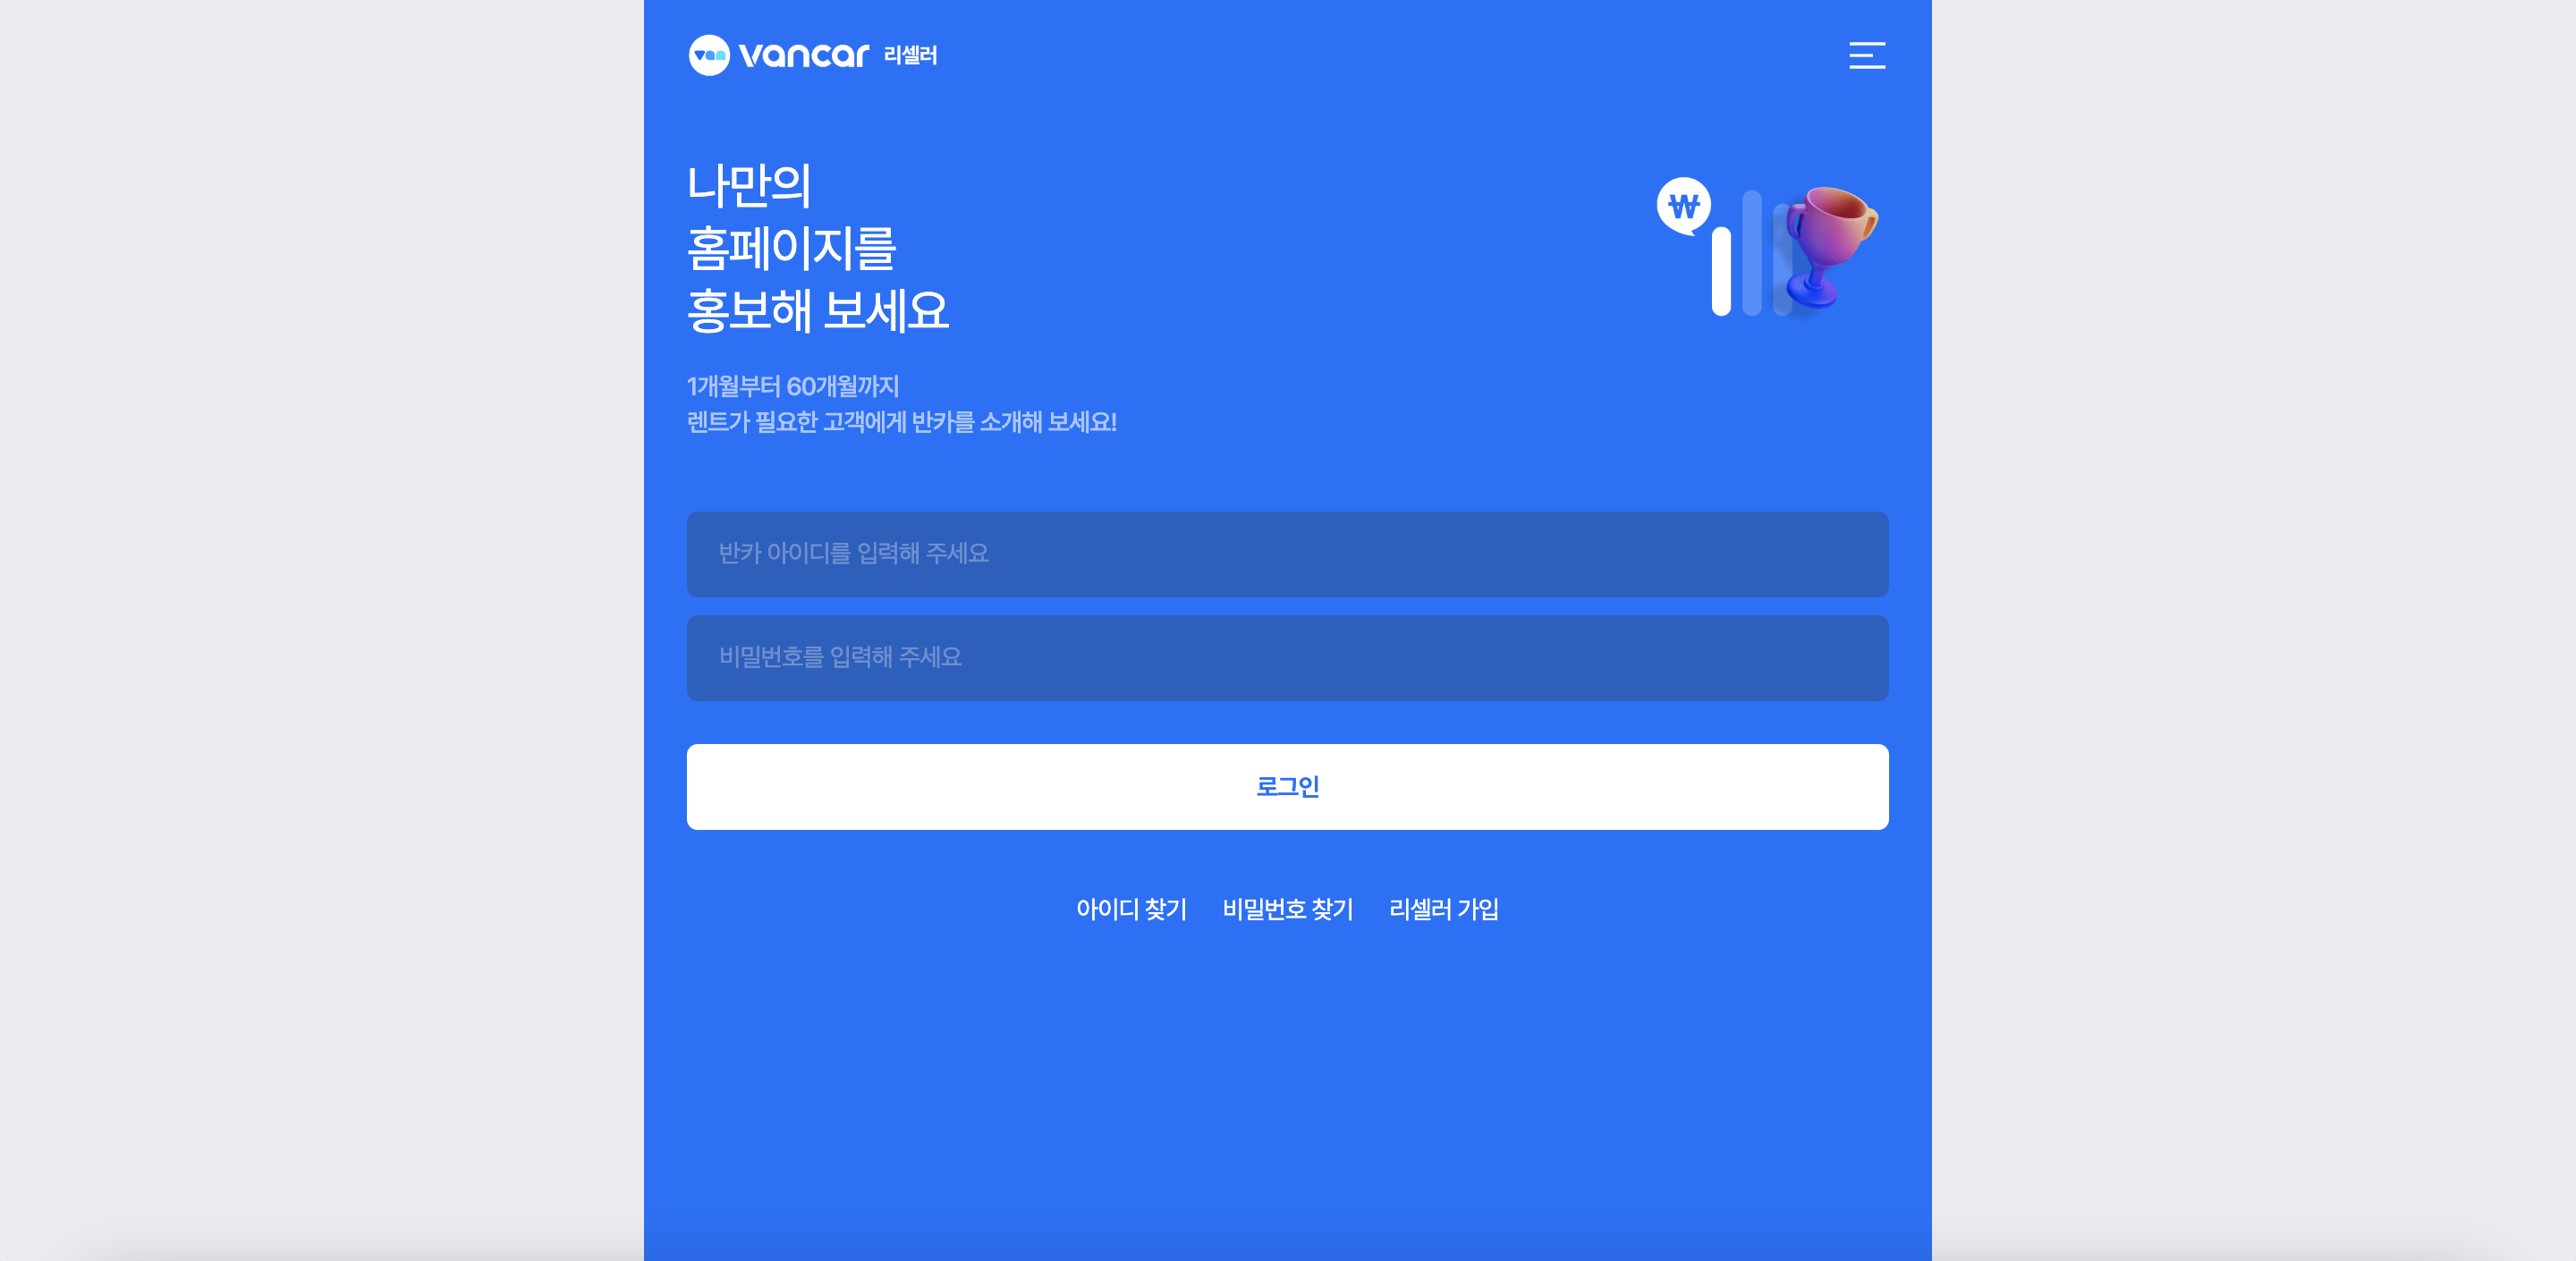 vancar 리셀러
나만의
홈페이지를
홍보해 보세요
₩
1개월부터 60개월까지
렌트가 필요한 고객에게 반카를 소개해 보세요!
반카 아이디를 입력해 주세요
비밀번호를 입력해 주세요
로그인
아이디 찾기 비밀번호 찾기 리셀러 가입